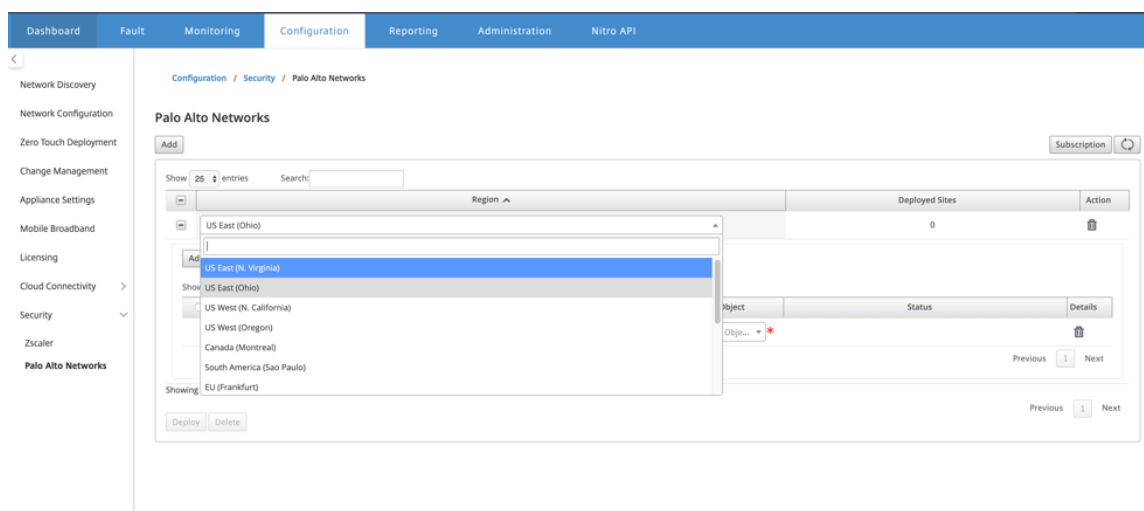 Dashboard Fault Monitoring Configuration Reporting Administration Nitro API
Network Discovery
Network Configuration
Zero Touch Deployment
Change Management
Appliance Settings
Mobile Broadband
Licensing
Cloud Connectivity
Security
Zscaler
Palo Alto Networks
Configuration / Security / Palo Alto Networks
Palo Alto Networks
Add Subscription
Show 25 entries Search:
Region Deployed Sites Action
US East (Ohio) 0
Ad
US East (N. Virginia)
Shov US East (Ohio)
US West (N. California)
Object Status Details
US West (Oregon)
Obje... *
Canada (Montreal)
South America (Sao Paulo)
Previous 1 Next
EU (Frankfurt)
Showing
Previous 1 Next
Deploy Delete